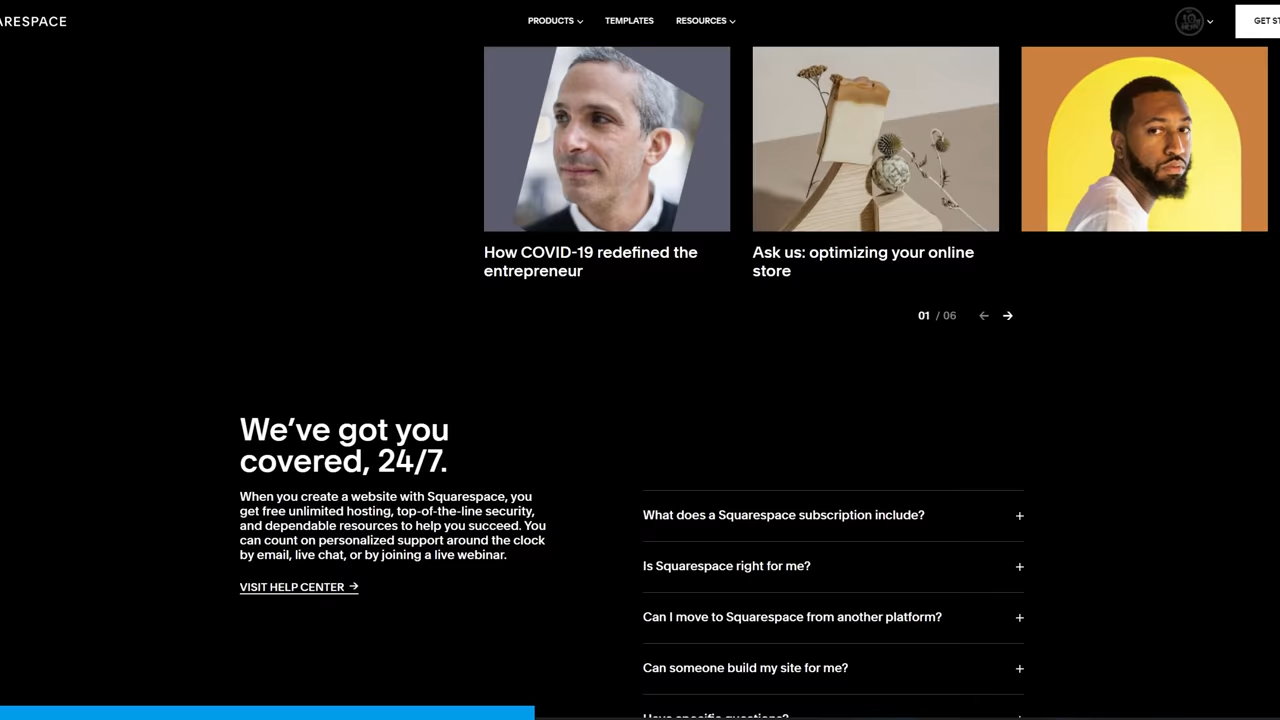 ARESPACE
PRODUCTS
TEMPLATES
RESOURCES
GET ST
How COVID-19 redefined the
entrepreneur
Ask us: optimizing your online
store
01 / 06
We’ve got you
covered, 24/7.
When you create a website with Squarespace, you
get free unlimited hosting, top-of-the-line security,
and dependable resources to help you succeed. You
can count on personalized support around the clock
by email, live chat, or by joining a live webinar.
VISIT HELP CENTER
What does a Squarespace subscription include?
Is Squarespace right for me?
Can I move to Squarespace from another platform?
Can someone build my site for me?
Have specific questions?